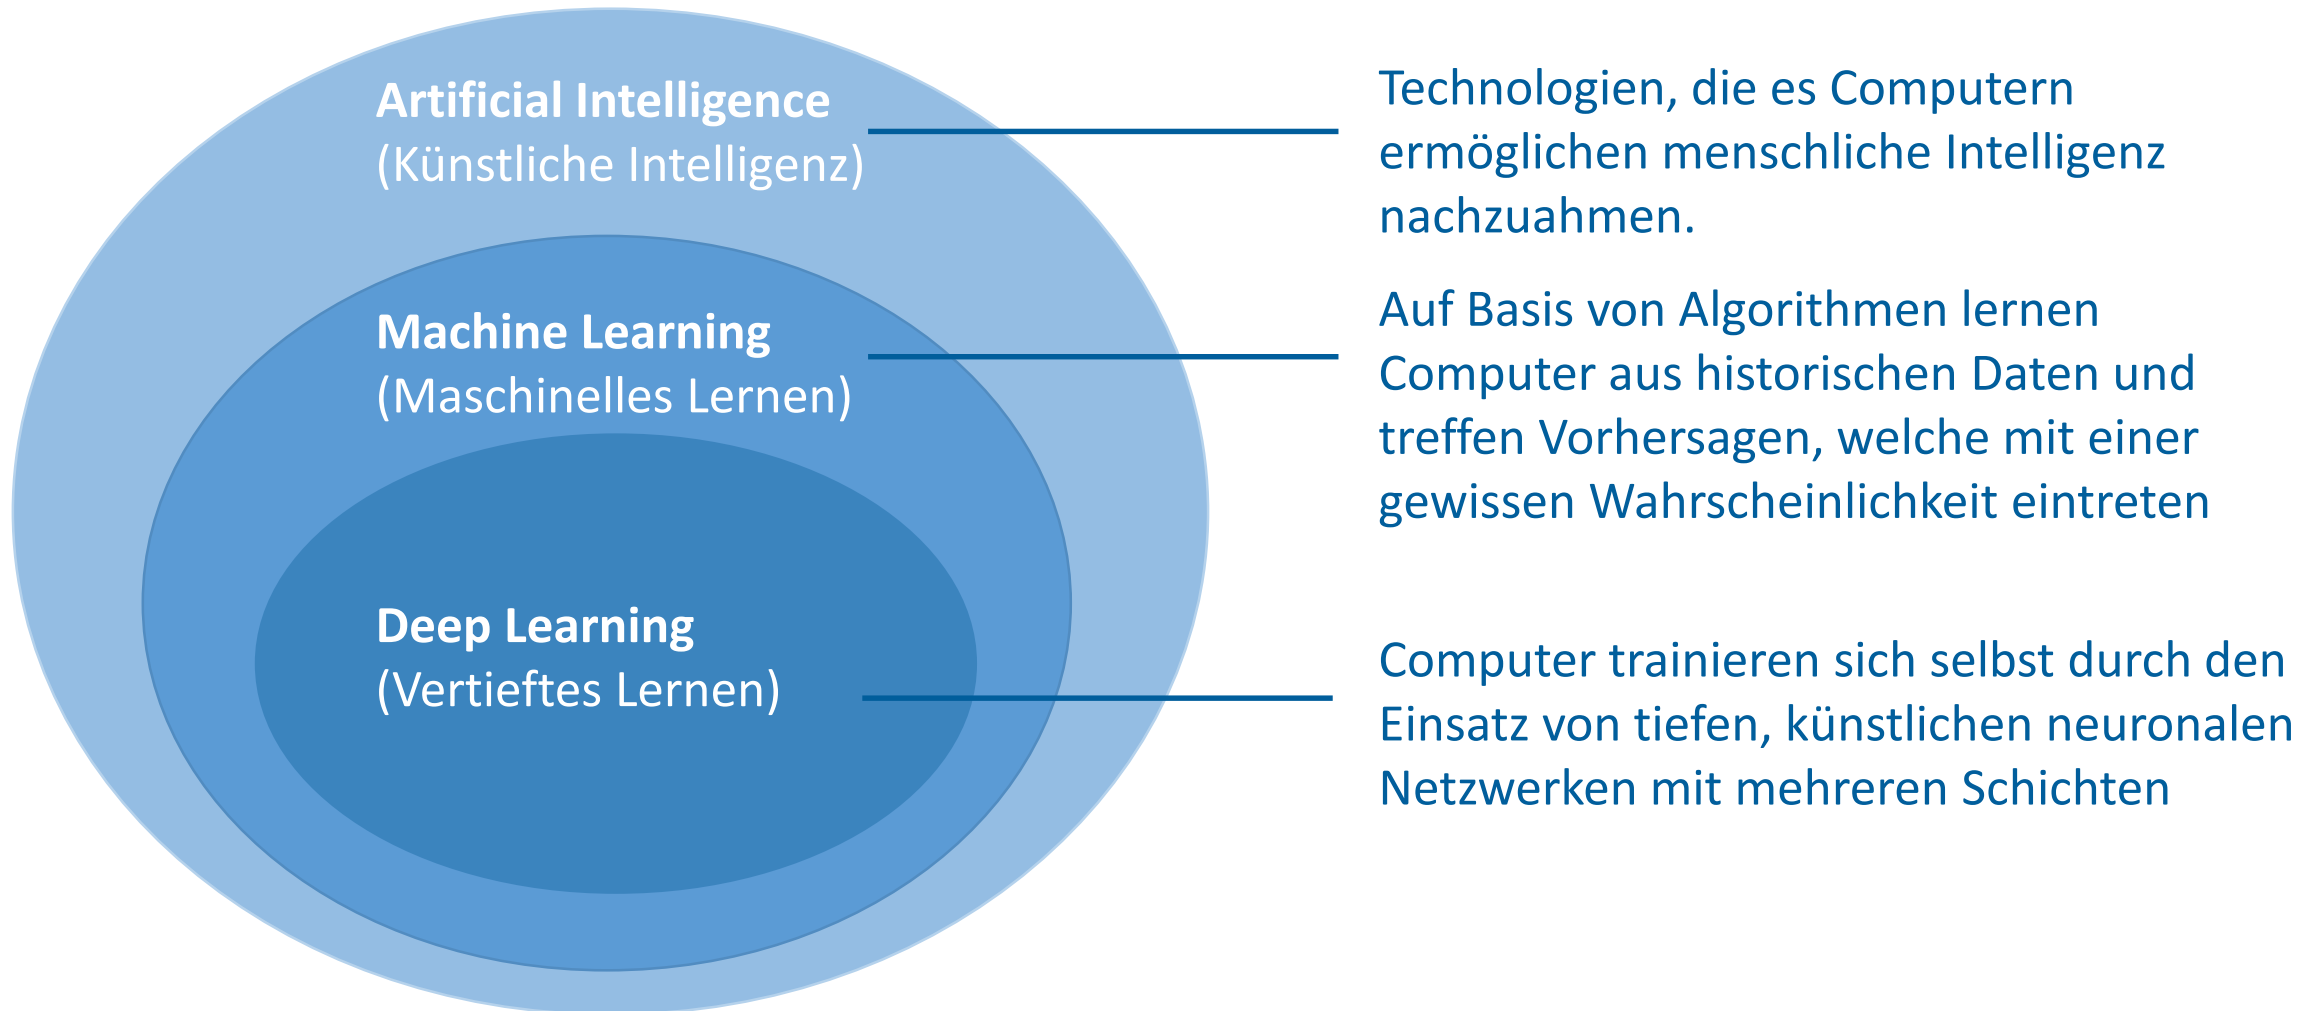 Artificial Intelligence
(Künstliche Intelligenz)
Technologien, die es Computern
ermöglichen menschliche Intelligenz
nachzuahmen.
Machine Learning
(Maschinelles Lernen)
Auf Basis von Algorithmen lernen
Computer aus historischen Daten und
treffen Vorhersagen, welche mit einer
gewissen Wahrscheinlichkeit eintreten
Deep Learning
(Vertieftes Lernen)
Computer trainieren sich selbst durch den
Einsatz von tiefen, künstlichen neuronalen
Netzwerken mit mehreren Schichten